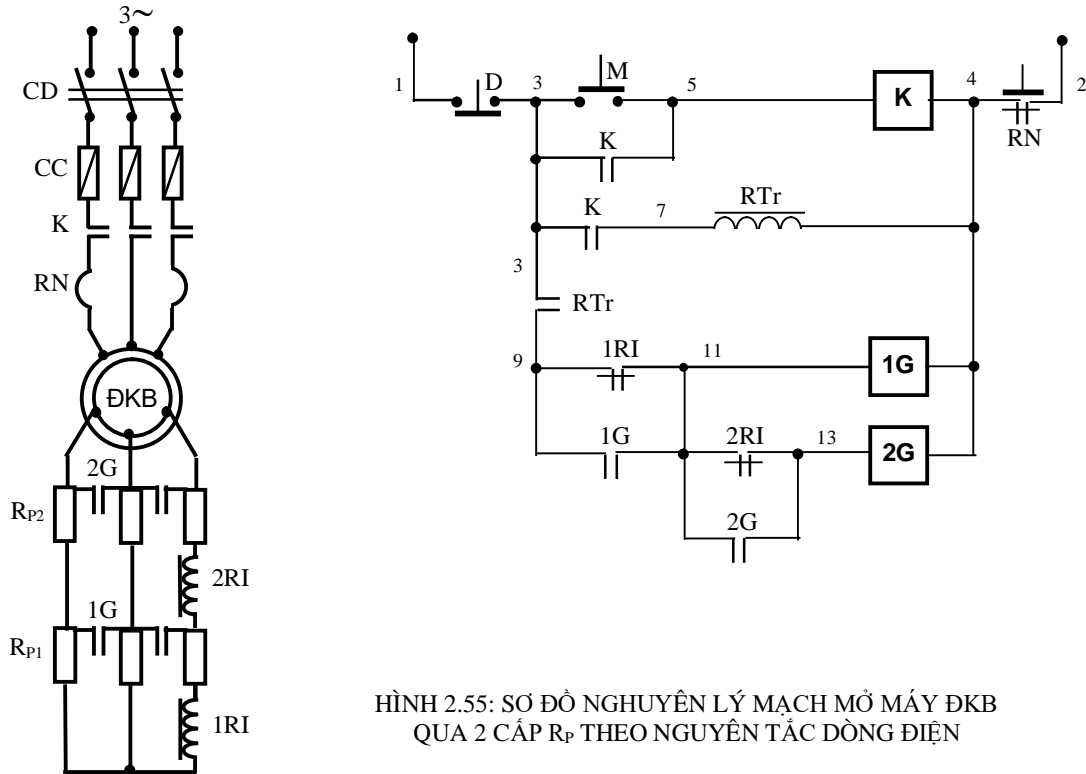 3~
CD
CC
K
RN
ĐKB
2G
R_P2
2RI
1G
R_P1
1RI
1
D
3
M
5
K
4
2
RN
K
K
7
RTr
3
RTr
9
1RI
11
1G
1G
2RI
13
2G
2G
HÌNH 2.55: SƠ ĐỒ NGHUYÊN LÝ MẠCH MỞ MÁY ĐKB
QUA 2 CẤP R_P THEO NGUYÊN TẮC DÒNG ĐIỆN